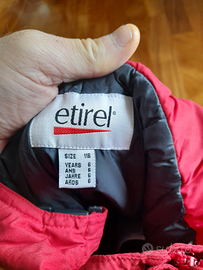 etirel®
SIZE 116
YEARS 6
ANS 6
JAHRE 6
AÑOS 6